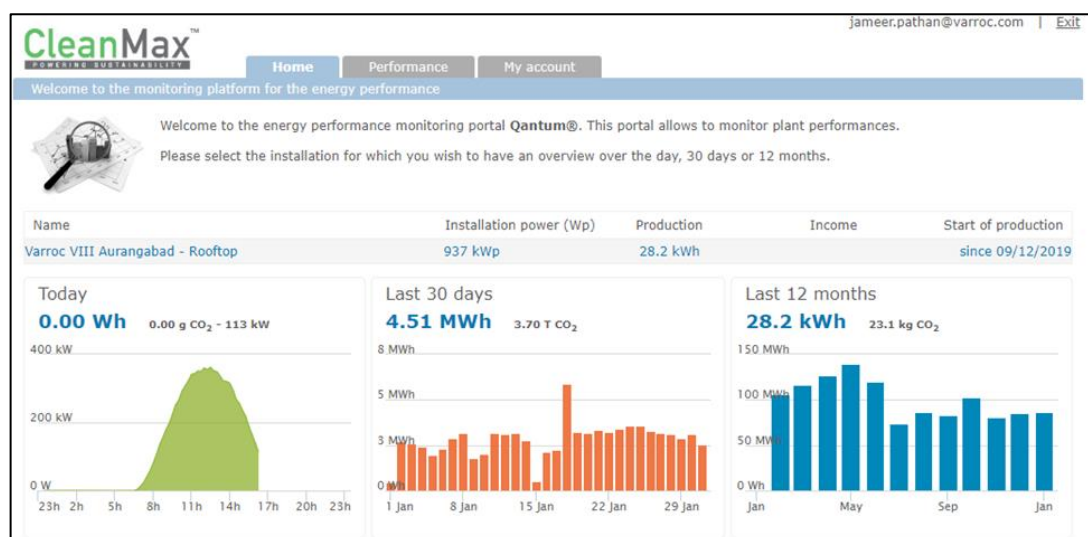 jameer.pathan@varroc.com | Exit
CleanMax™
POWERING SUSTAINABILITY
Home Performance My account
Welcome to the monitoring platform for the energy performance
Welcome to the energy performance monitoring portal Qantum®. This portal allows to monitor plant performances.
Please select the installation for which you wish to have an overview over the day, 30 days or 12 months.
Name Installation power (Wp) Production Income Start of production
Varroc VIII Aurangabad - Rooftop 937 kWp 28.2 kWh since 09/12/2019
Today
0.00 Wh 0.00 g CO₂ - 113 kW
400 kW
200 kW
0 W
23h 2h 5h 8h 11h 14h 17h 20h 23h
Last 30 days
4.51 MWh 3.70 T CO₂
8 MWh
5 MWh
3 MWh
0 Wh
1 Jan 8 Jan 15 Jan 22 Jan 29 Jan
Last 12 months
28.2 kWh 23.1 kg CO₂
150 MWh
100 MWh
50 MWh
0 Wh
Jan May Sep Jan